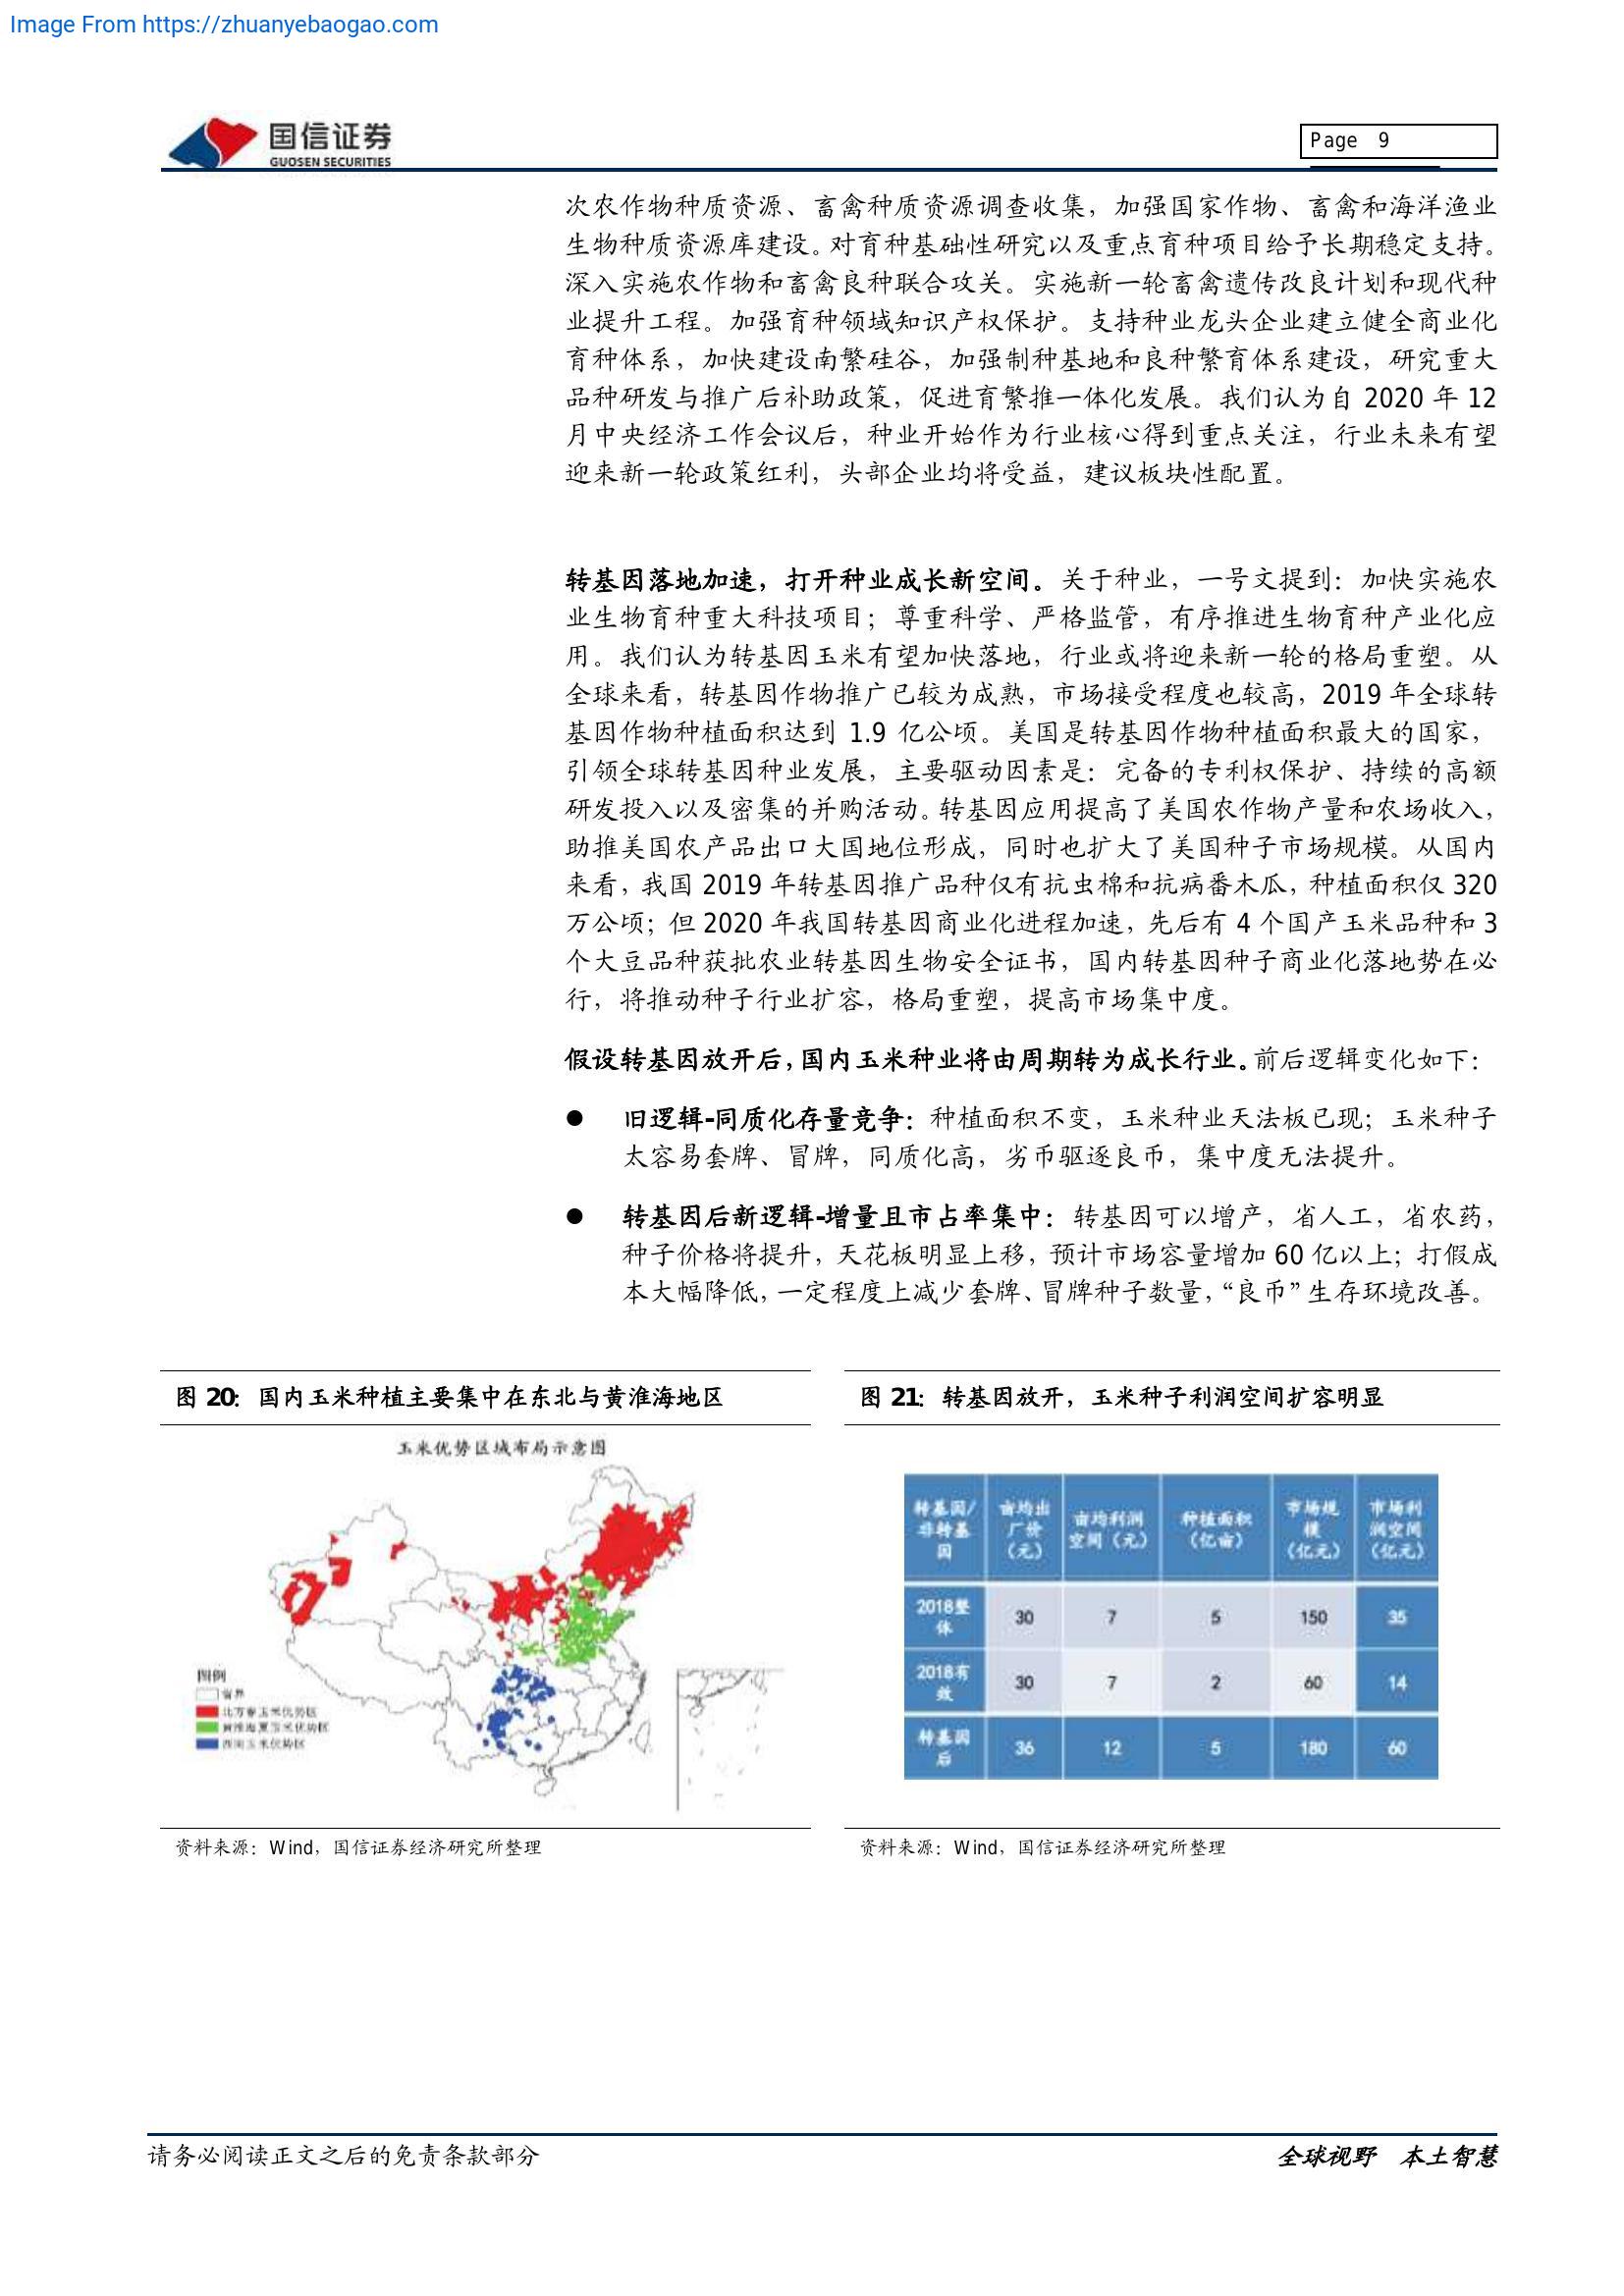 Image From https://zhuanyebaogao.com
国信证券
GUOSEN SECURITIES
Page 9
次农作物种质资源、畜禽种质资源调查收集，加强国家作物、畜禽和海洋渔业
生物种质资源库建设。对育种基础性研究以及重点育种项目给予长期稳定支持。
深入实施农作物和畜禽良种联合攻关。实施新一轮畜禽遗传改良计划和现代种
业提升工程。加强育种领域知识产权保护。支持种业龙头企业建立健全商业化
育种体系，加快建设南繁硅谷，加强制种基地和良种繁育体系建设，研究重大
品种研发与推广后补助政策，促进育繁推一体化发展。我们认为自 2020 年 12
月中央经济工作会议后，种业开始作为行业核心得到重点关注，行业未来有望
迎来新一轮政策红利，头部企业均将受益，建议板块性配置。
转基因落地加速，打开种业成长新空间。关于种业，一号文提到：加快实施农
业生物育种重大科技项目；尊重科学、严格监管，有序推进生物育种产业化应
用。我们认为转基因玉米有望加快落地，行业或将迎来新一轮的格局重塑。从
全球来看，转基因作物推广已较为成熟，市场接受程度也较高，2019 年全球转
基因作物种植面积达到 1.9 亿公顷。美国是转基因作物种植面积最大的国家，
引领全球转基因种业发展，主要驱动因素是：完备的专利权保护、持续的高额
研发投入以及密集的并购活动。转基因应用提高了美国农作物产量和农场收入，
助推美国农产品出口大国地位形成，同时也扩大了美国种子市场规模。从国内
来看，我国 2019 年转基因推广品种仅有抗虫棉和抗病番木瓜，种植面积仅 320
万公顷；但 2020 年我国转基因商业化进程加速，先后有 4 个国产玉米品种和 3
个大豆品种获批农业转基因生物安全证书，国内转基因种子商业化落地势在必
行，将推动种子行业扩容，格局重塑，提高市场集中度。
假设转基因放开后，国内玉米种业将由周期转为成长行业。前后逻辑变化如下：
● 旧逻辑-同质化存量竞争：种植面积不变，玉米种业天法板已现；玉米种子
太容易套牌、冒牌，同质化高，劣币驱逐良币，集中度无法提升。
● 转基因后新逻辑-增量且市占率集中：转基因可以增产，省人工，省农药，
种子价格将提升，天花板明显上移，预计市场容量增加 60 亿以上；打假成
本大幅降低，一定程度上减少套牌、冒牌种子数量，“良币”生存环境改善。
图 20：国内玉米种植主要集中在东北与黄淮海地区
玉米优势区域布局示意图
图例
省界
北方春玉米优势区
黄淮海夏玉米优势区
西南玉米优势区
资料来源：Wind，国信证券经济研究所整理
图 21：转基因放开，玉米种子利润空间扩容明显
转基因/非转基因 亩均出厂价（元） 亩均利润空间（元） 种植面积（亿亩） 市场规模（亿元） 市场利润空间（亿元）
2018整体 30 7 5 150 35
2018有效 30 7 2 60 14
转基因后 36 12 5 180 60
资料来源：Wind，国信证券经济研究所整理
请务必阅读正文之后的免责条款部分
全球视野 本土智慧